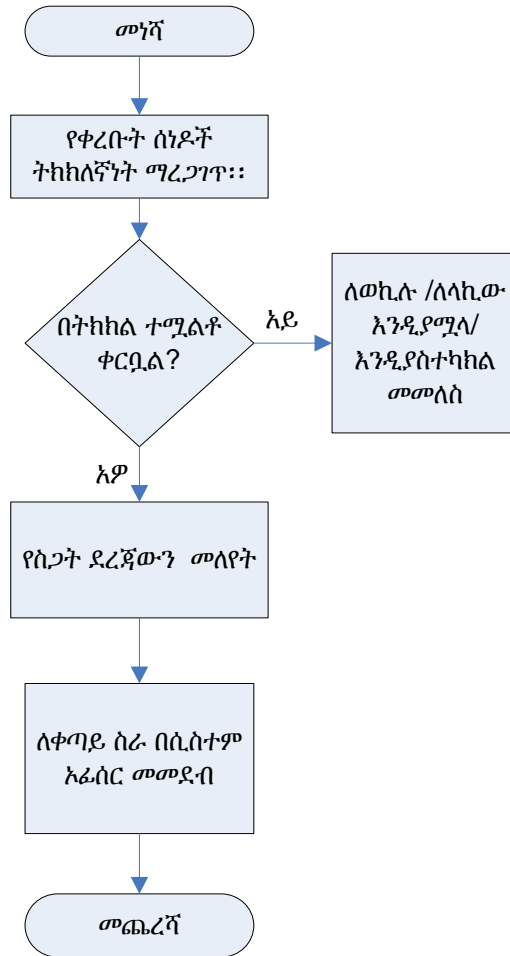 መነሻ
የቀረቡት ሰነዶች
ትክክለኛነት ማረጋገጥ፡፡
በትክክል ተሟልቶ
ቀርቧል?
አይ
ለወኪሉ /ለላኪው
እንዲያሟላ/
እንዲያስተካክል
መመለስ
አዎ
የስጋት ደረጃውን መለየት
ለቀጣይ ስራ በሲስተም
ኦፊሰር መመደብ
መጨረሻ